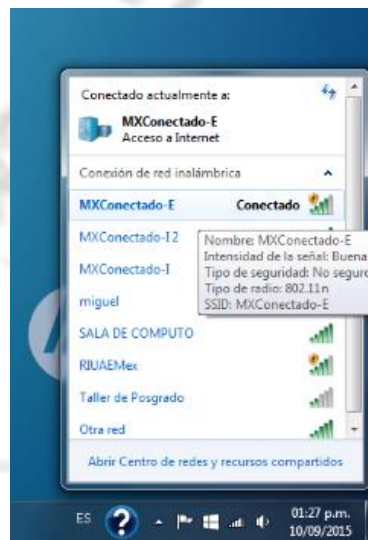 Conectado actualmente a:
MXConectado-E
Acceso a Internet
Conexión de red inalámbrica
MXConectado-E Conectado
MXConectado-I2
MXConectado-I
miguel
SALA DE COMPUTO
RIUAEMex
Taller de Posgrado
Otra red
Nombre: MXConectado-E
Intensidad de la señal: Buena
Tipo de seguridad: No seguro
Tipo de radio: 802.11n
SSID: MXConectado-E
Abrir Centro de redes y recursos compartidos
ES
01:27 p.m.
10/09/2015